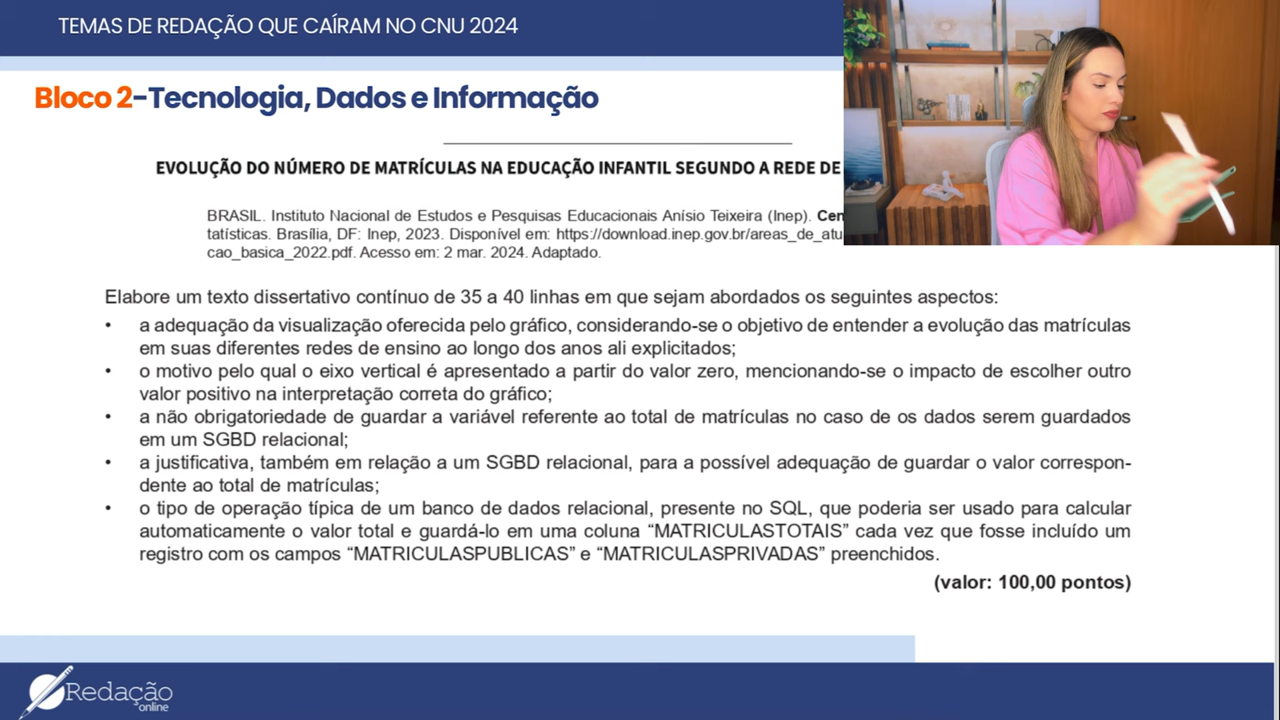 TEMAS DE REDAÇÃO QUE CAÍRAM NO CNU 2024
Bloco 2-Tecnologia, Dados e Informação
EVOLUÇÃO DO NÚMERO DE MATRÍCULAS NA EDUCAÇÃO INFANTIL SEGUNDO A REDE DE
BRASIL. Instituto Nacional de Estudos e Pesquisas Educacionais Anísio Teixeira (Inep).
tatísticas. Brasília, DF: Inep, 2023. Disponível em: https://download.inep.gov.br/areas_de_atu
cao_basica_2022.pdf. Acesso em: 2 mar. 2024. Adaptado.
Elabore um texto dissertativo contínuo de 35 a 40 linhas em que sejam abordados os seguintes aspectos:
• a adequação da visualização oferecida pelo gráfico, considerando-se o objetivo de entender a evolução das matrículas
em suas diferentes redes de ensino ao longo dos anos ali explicitados;
• o motivo pelo qual o eixo vertical é apresentado a partir do valor zero, mencionando-se o impacto de escolher outro
valor positivo na interpretação correta do gráfico;
• a não obrigatoriedade de guardar a variável referente ao total de matrículas no caso de os dados serem guardados
em um SGBD relacional;
• a justificativa, também em relação a um SGBD relacional, para a possível adequação de guardar o valor correspon-
dente ao total de matrículas;
• o tipo de operação típica de um banco de dados relacional, presente no SQL, que poderia ser usado para calcular
automaticamente o valor total e guardá-lo em uma coluna “MATRICULASTOTAIS” cada vez que fosse incluído um
registro com os campos “MATRICULASPUBLICAS” e “MATRICULASPRIVADAS” preenchidos.
(valor: 100,00 pontos)
Redação
online